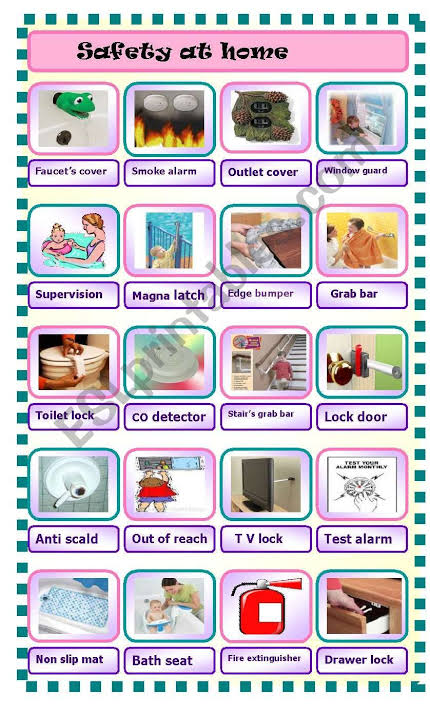 Safety at home
Faucet's cover
Smoke alarm
Outlet cover
Window guard
Supervision
Magna latch
Edge bumper
Grab bar
Toilet lock
CO detector
Stair's grab bar
Lock door
TEST YOUR
ALARM MONTHLY
Anti scald
Out of reach
T V lock
Test alarm
Non slip mat
Bath seat
Fire extinguisher
Drawer lock
ESLprintables.com